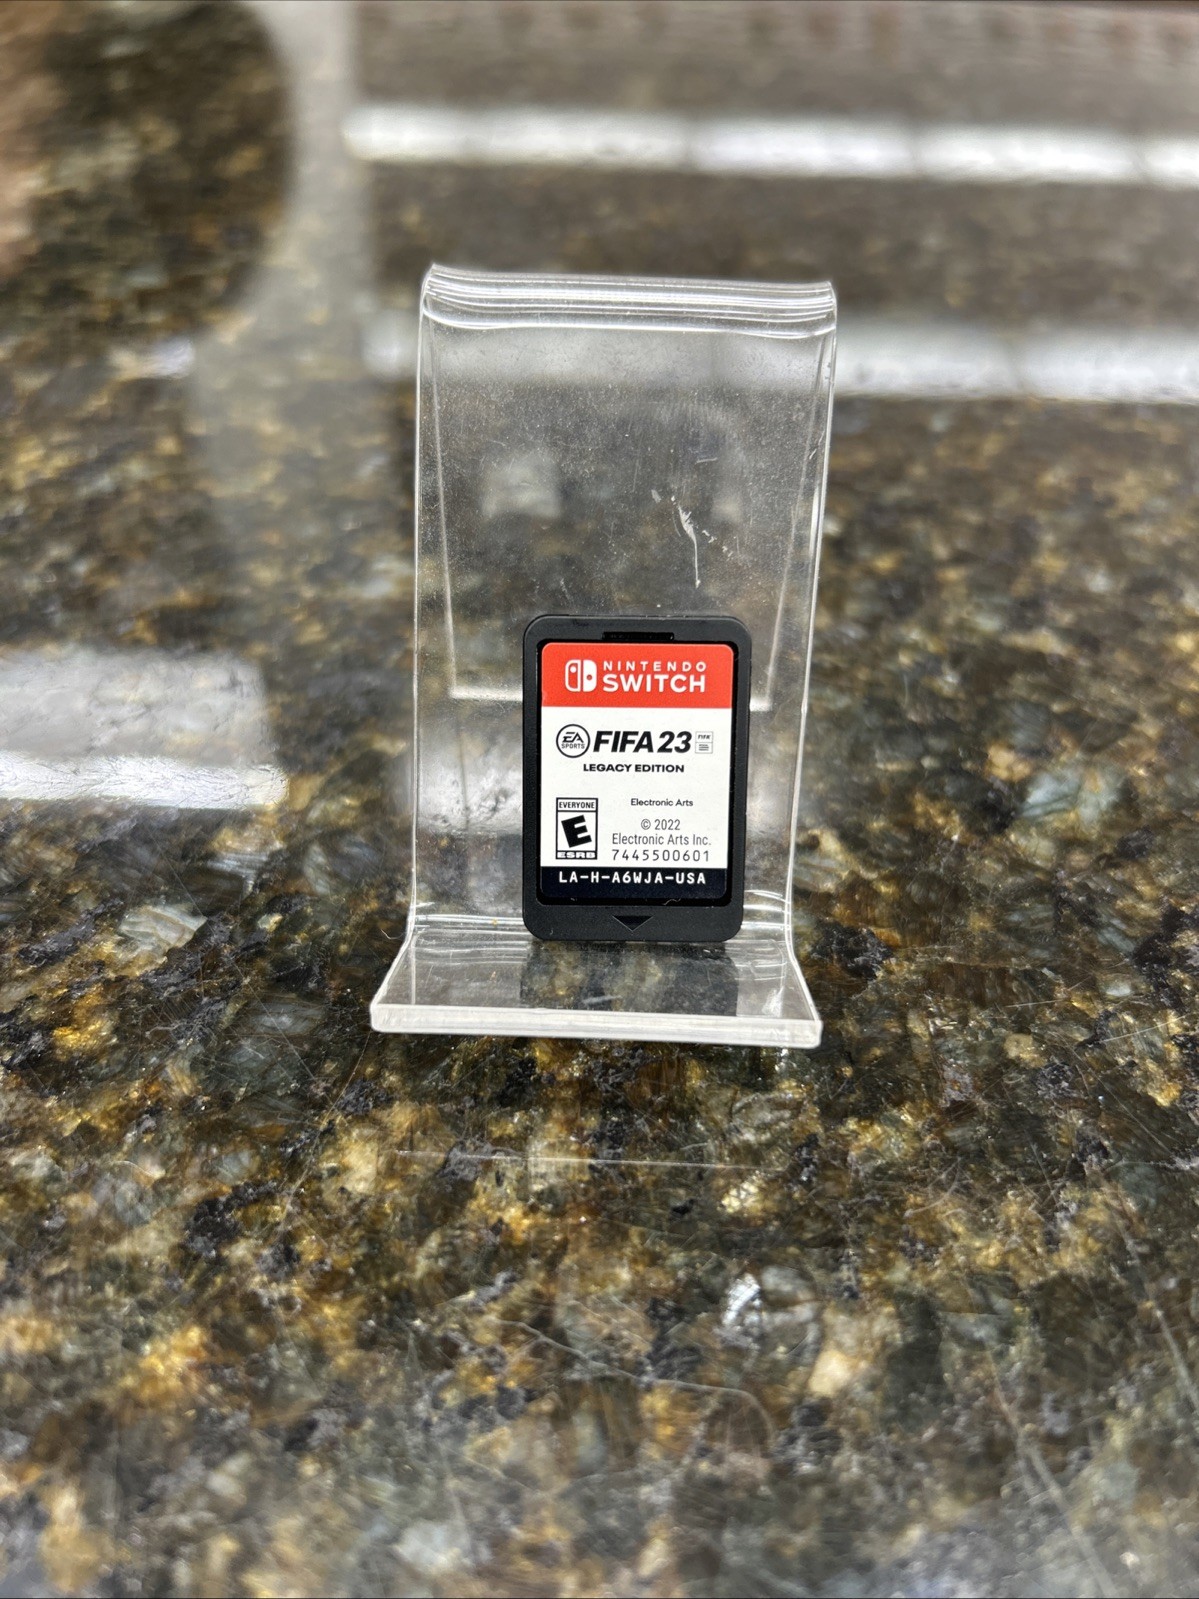 NINTENDO
SWITCH
EA SPORTS FIFA 23 FIFA
LEGACY EDITION
Electronic Arts
EVERYONE
E
ESRB
© 2022
Electronic Arts Inc.
7445500601
LA-H-A6WJA-USA